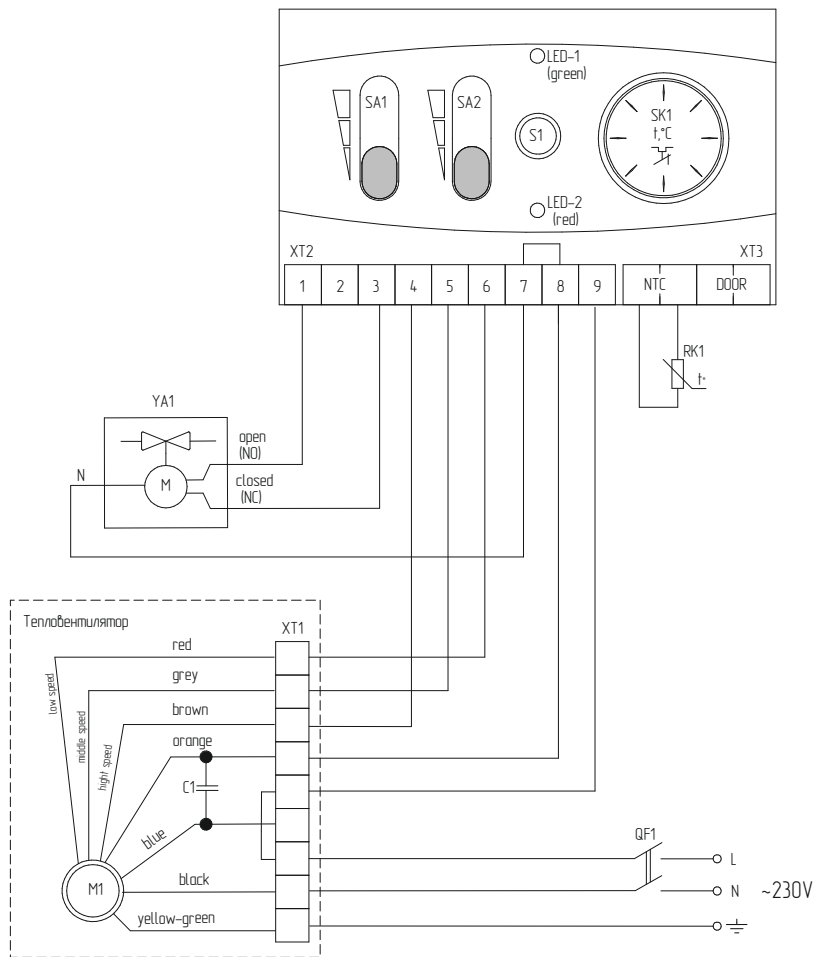 LED-1
(green)
SA1
SA2
S1
SK1
t,°C
LED-2
(red)
XT2
XT3
1 2 3 4 5 6 7 8 9
NTC
DOOR
RK1
t°
YA1
open
(NO)
N
M
closed
(NC)
Тепловентилятор
XT1
red
low speed
grey
middle speed
brown
hight speed
orange
C1
blue
QF1
L
M1
black
N
~230V
yellow-green